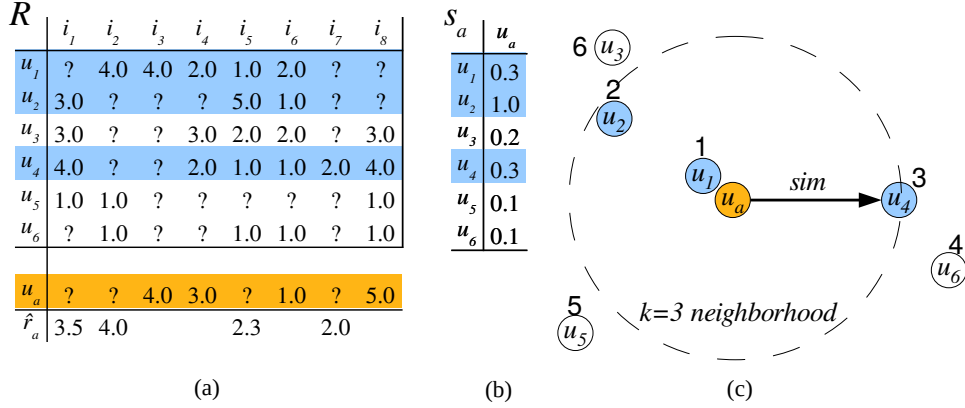 R i1 i2 i3 i4 i5 i6 i7 i8
u1 ? 4.0 4.0 2.0 1.0 2.0 ? ?
u2 3.0 ? ? ? 5.0 1.0 ? ?
u3 3.0 ? ? 3.0 2.0 2.0 ? 3.0
u4 4.0 ? ? 2.0 1.0 1.0 2.0 4.0
u5 1.0 1.0 ? ? ? ? ? 1.0
u6 ? 1.0 ? ? 1.0 1.0 ? 1.0
ua ? ? 4.0 3.0 ? 1.0 ? 5.0
r̂a 3.5 4.0 2.3 2.0
(a)
sa ua
u1 0.3
u2 1.0
u3 0.2
u4 0.3
u5 0.1
u6 0.1
(b)
6 u3
2
u2
1
u1
ua
sim
3
u4
4
u6
5
u5
k=3 neighborhood
(c)